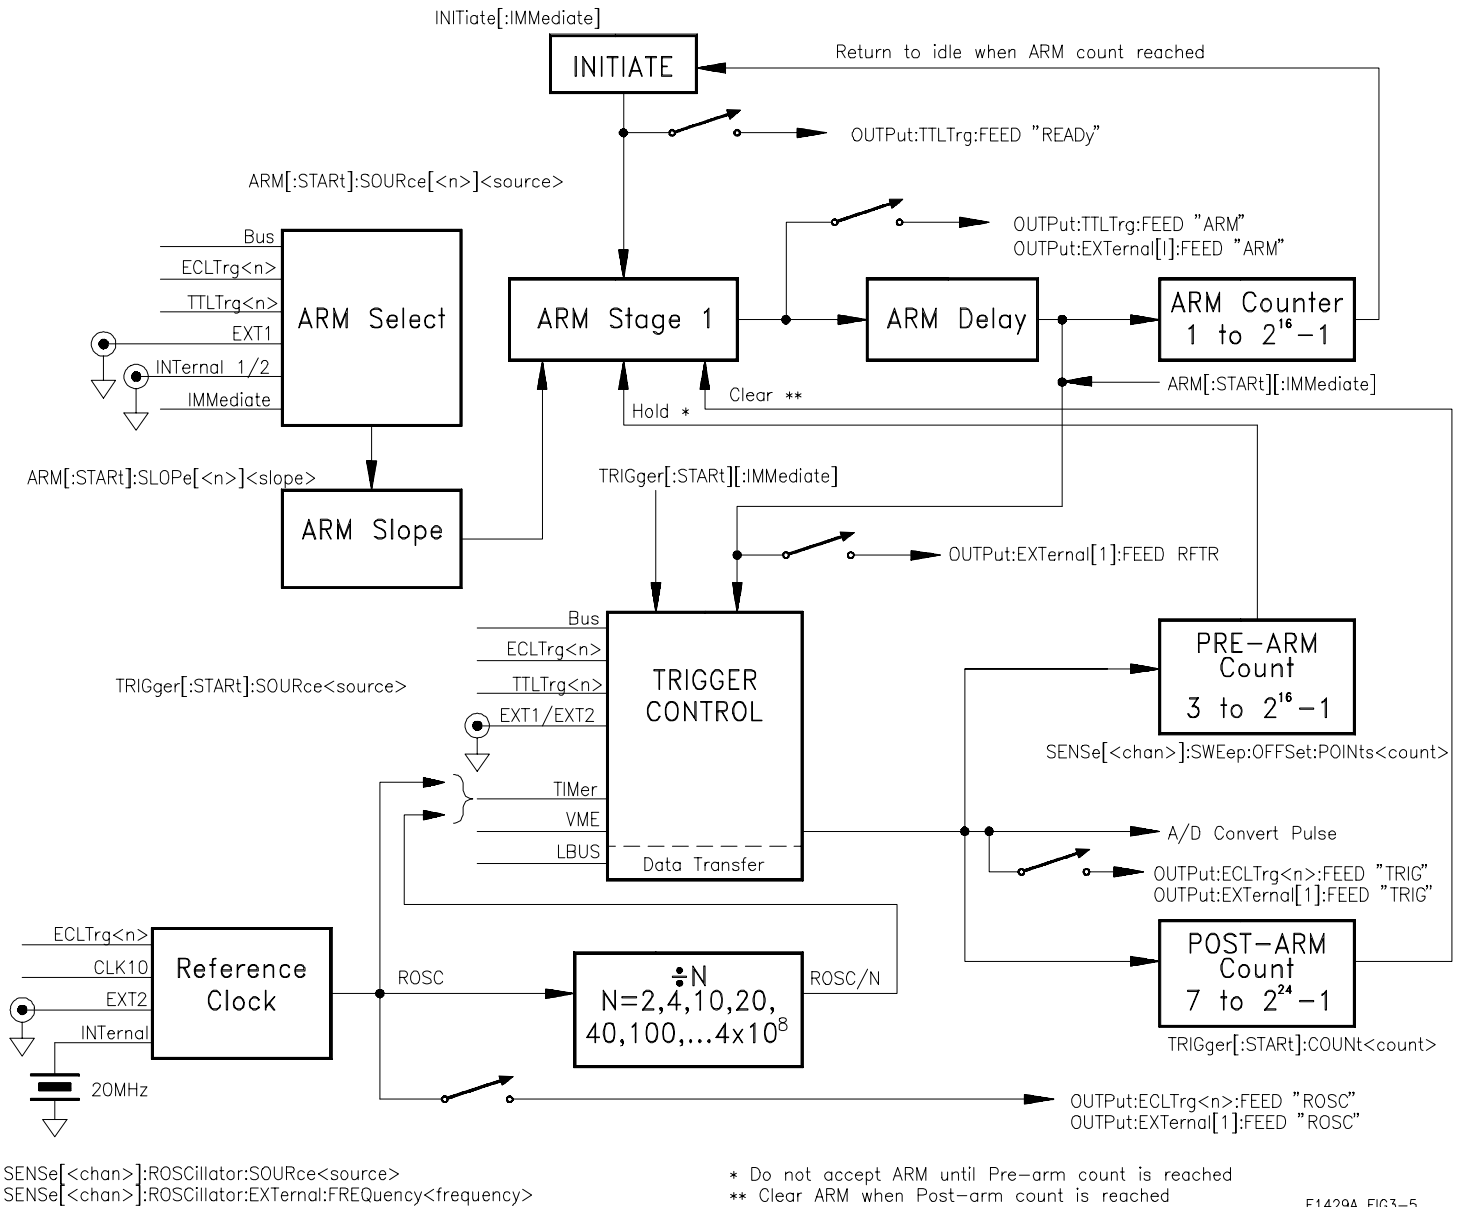 INITiate[:IMMediate]
INITIATE
Return to idle when ARM count reached
OUTPut:TTLTrg:FEED "READy"
ARM[:STARt]:SOURce[<n>]<source>
OUTPut:TTLTrg:FEED "ARM"
OUTPut:EXTernal[I]:FEED "ARM"
Bus
ECLTrg<n>
TTLTrg<n>
EXT1
INTernal 1/2
IMMediate
ARM Select
ARM Stage 1
ARM Delay
ARM Counter
1 to 2^16-1
ARM[:STARt][:IMMediate]
Clear **
Hold *
ARM[:STARt]:SLOPe[<n>]<slope>
ARM Slope
TRIGger[:STARt][:IMMediate]
OUTPut:EXTernal[1]:FEED RFTR
TRIGger[:STARt]:SOURce<source>
Bus
ECLTrg<n>
TTLTrg<n>
EXT1/EXT2
TIMer
VME
LBUS
TRIGGER
CONTROL
Data Transfer
PRE-ARM
Count
3 to 2^16-1
SENSe[<chan>]:SWEep:OFFSet:POINts<count>
A/D Convert Pulse
OUTPut:ECLTrg<n>:FEED "TRIG"
OUTPut:EXTernal[1]:FEED "TRIG"
POST-ARM
Count
7 to 2^24-1
TRIGger[:STARt]:COUNt<count>
ECLTrg<n>
CLK10
EXT2
INTernal
20MHz
Reference
Clock
ROSC
÷N
N=2,4,10,20,
40,100,...4x10^8
ROSC/N
OUTPut:ECLTrg<n>:FEED "ROSC"
OUTPut:EXTernal[1]:FEED "ROSC"
SENSe[<chan>]:ROSCillator:SOURce<source>
SENSe[<chan>]:ROSCillator:EXTernal:FREQuency<frequency>
* Do not accept ARM until Pre-arm count is reached
** Clear ARM when Post-arm count is reached
E1429A FIG3-5